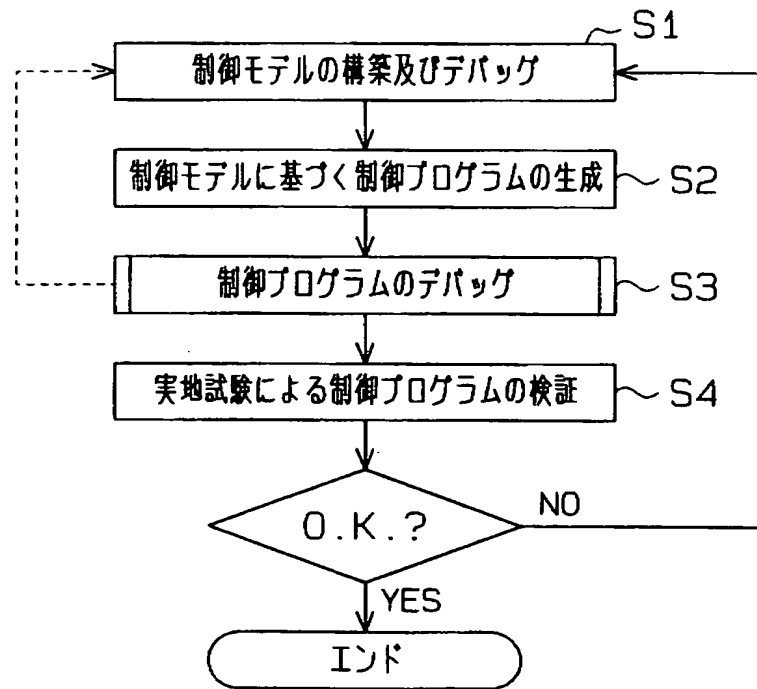 S1
制御モデルの構築及びデバッグ
制御モデルに基づく制御プログラムの生成
S2
制御プログラムのデバッグ
S3
実地試験による制御プログラムの検証
S4
O.K.?
NO
YES
エンド